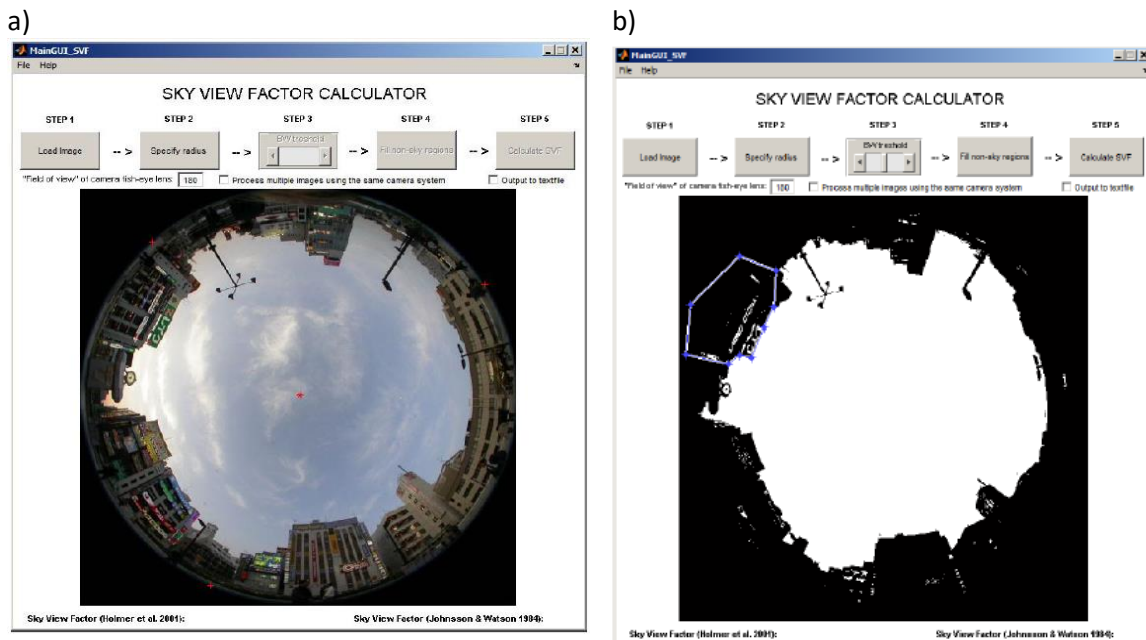 a)
MainGUI_SVF
File Help
SKY VIEW FACTOR CALCULATOR
STEP 1 STEP 2 STEP 3 STEP 4 STEP 5
Load Image --> Specify radius --> B/W treshold --> Fill non-sky regions --> Calculate SVF
"Field of view" of camera fish-eye lens: 180 Process multiple images using the same camera system Output to textfile
Sky View Factor (Holmer et al. 2001): Sky View Factor (Johnsson & Watson 1984):
b)
MainGUI_SVF
File Help
SKY VIEW FACTOR CALCULATOR
STEP 1 STEP 2 STEP 3 STEP 4 STEP 5
Load Image --> Specify radius --> B/W treshold --> Fill non-sky regions --> Calculate SVF
"Field of view" of camera fish-eye lens: 180 Process multiple images using the same camera system Output to textfile
Sky View Factor (Holmer et al. 2001): Sky View Factor (Johnsson & Watson 1984):